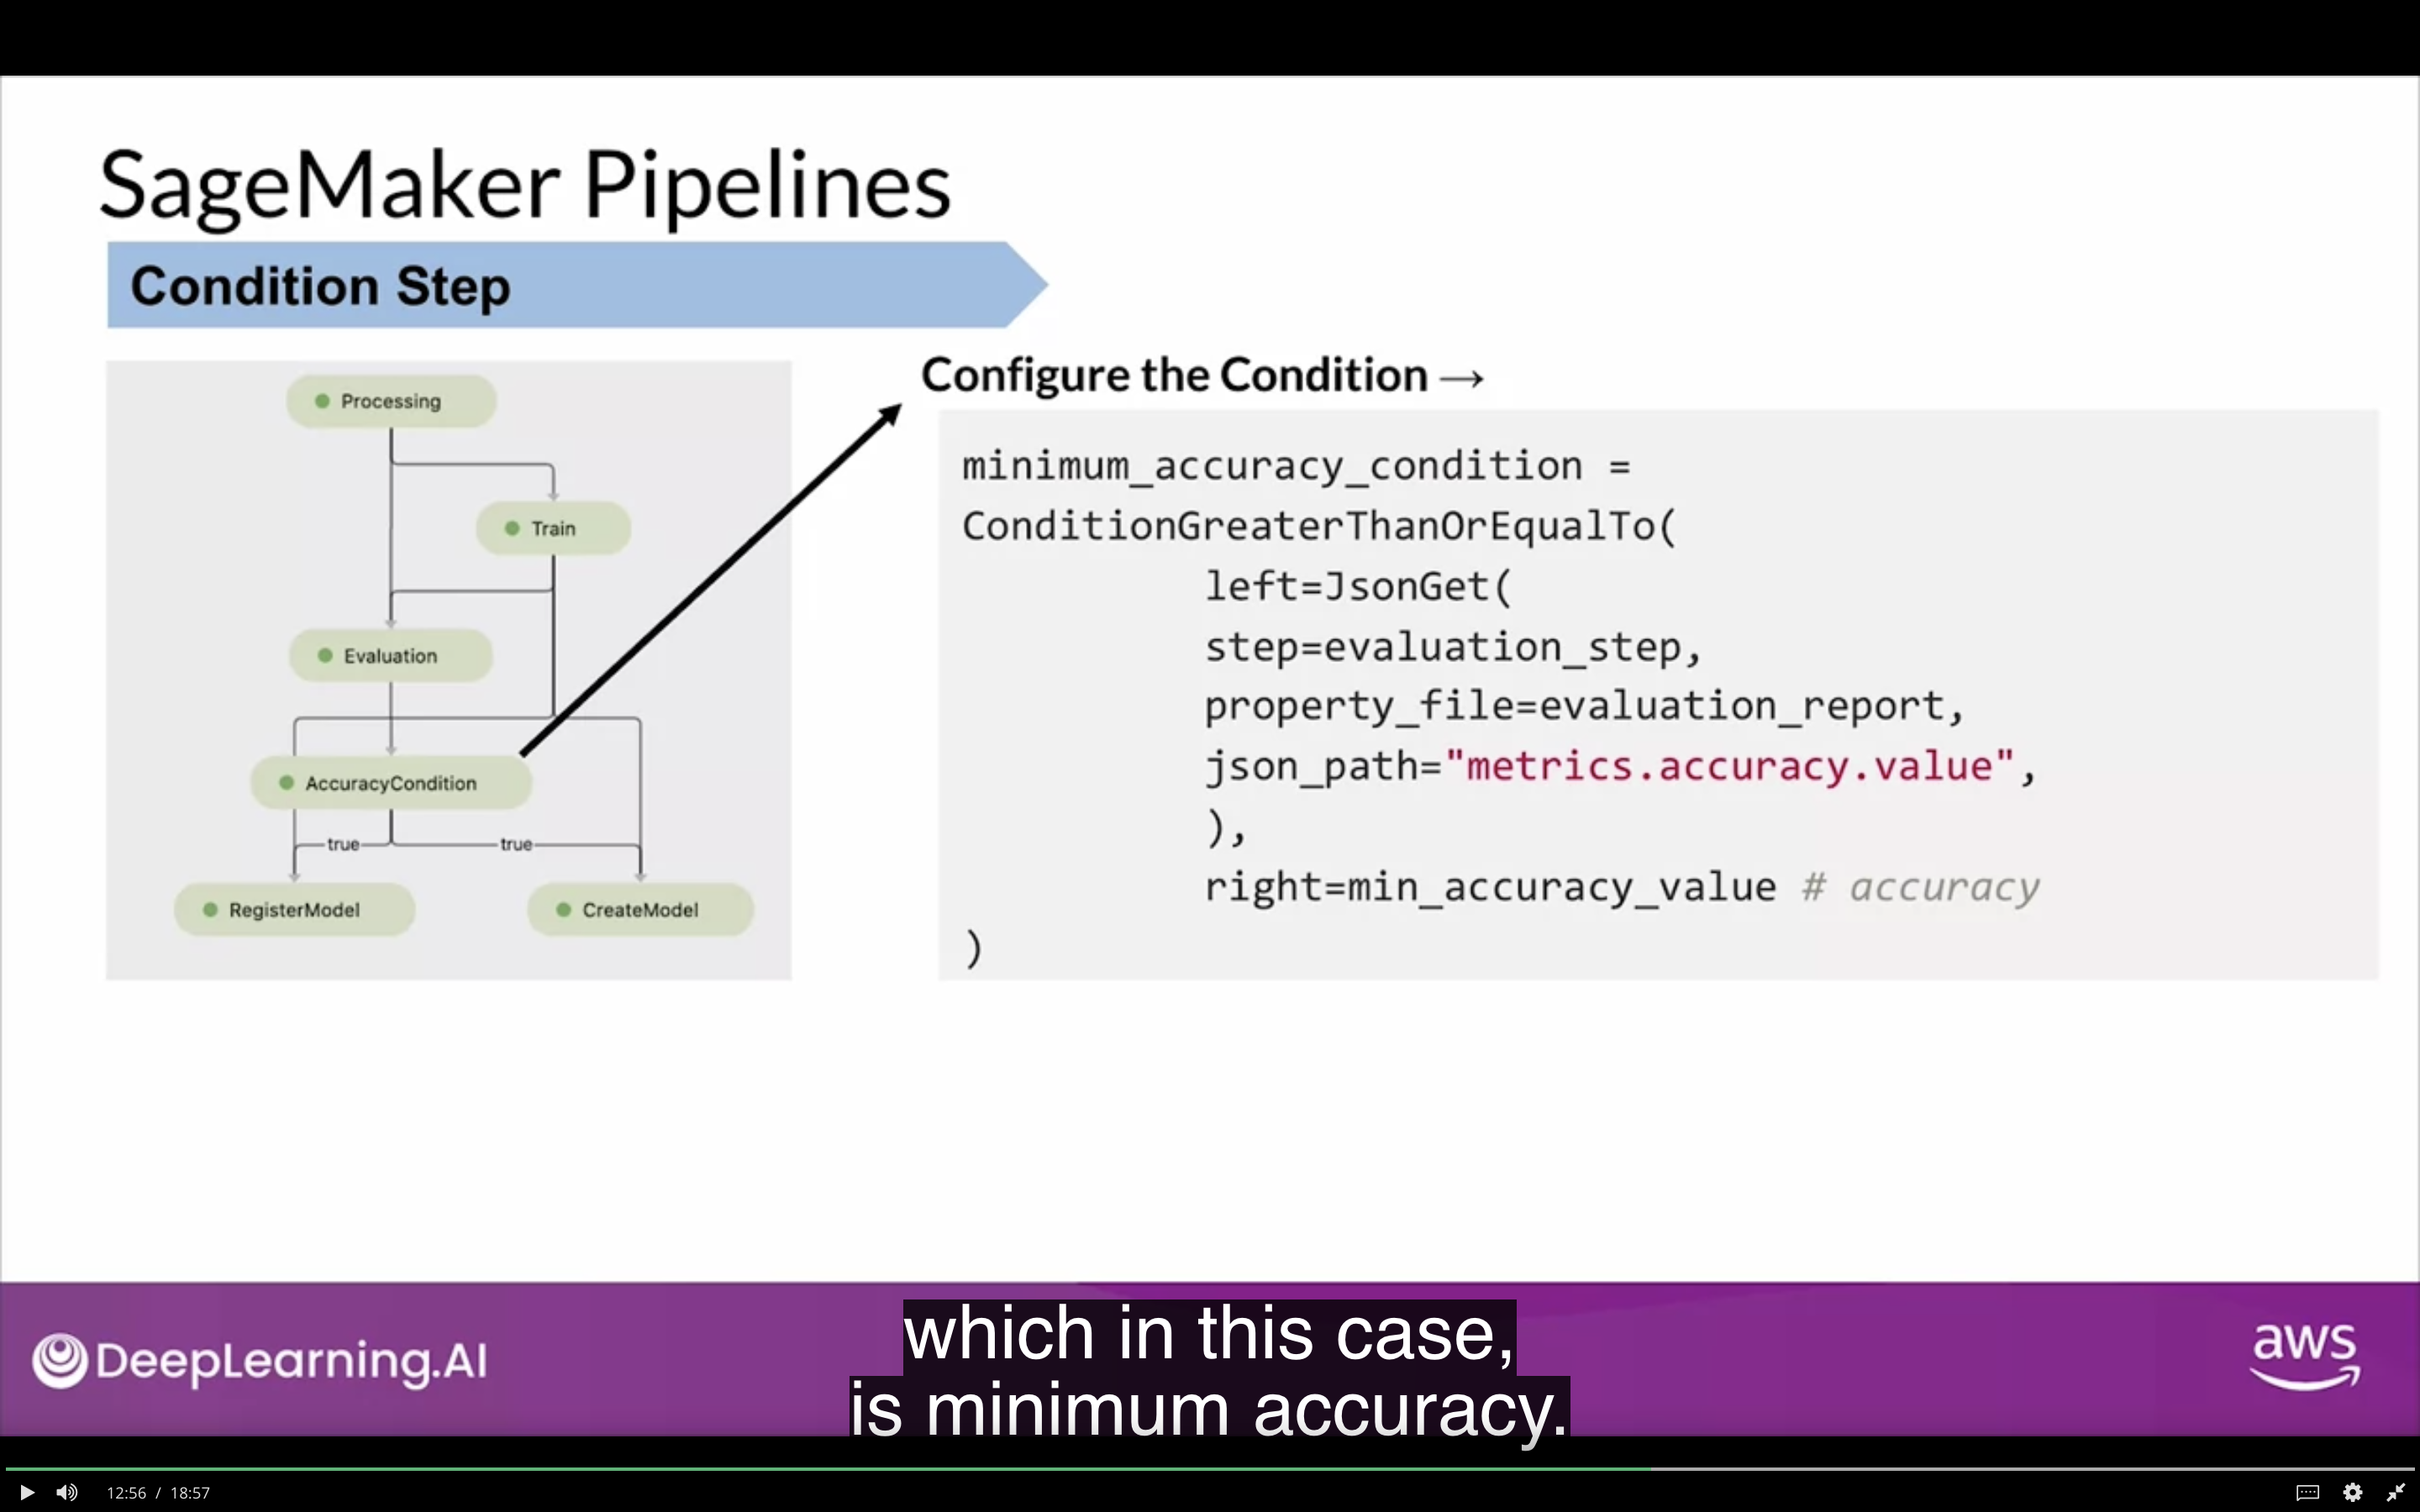 SageMaker Pipelines
Condition Step
Processing
Train
Evaluation
AccuracyCondition
true
true
RegisterModel
CreateModel
Configure the Condition →
minimum_accuracy_condition =
ConditionGreaterThanOrEqualTo(
left=JsonGet(
step=evaluation_step,
property_file=evaluation_report,
json_path="metrics.accuracy.value",
),
right=min_accuracy_value # accuracy
)
DeepLearning.AI
which in this case,
is minimum accuracy.
aws
12:56 / 18:57